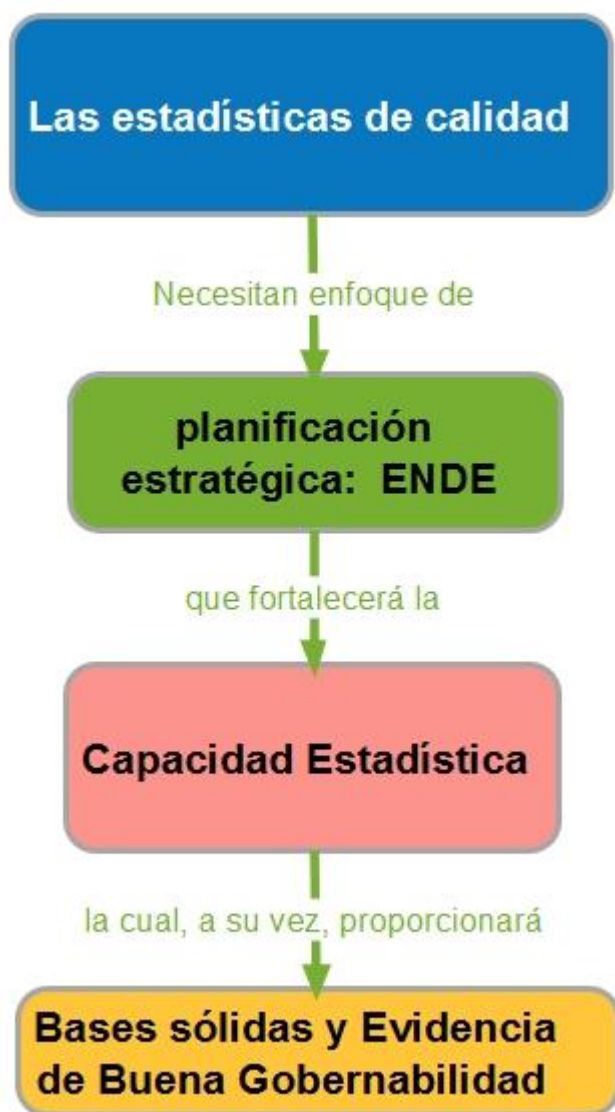 Las estadísticas de calidad
Necesitan enfoque de
planificación
estratégica: ENDE
que fortalecerá la
Capacidad Estadística
la cual, a su vez, proporcionará
Bases sólidas y Evidencia
de Buena Gobernabilidad